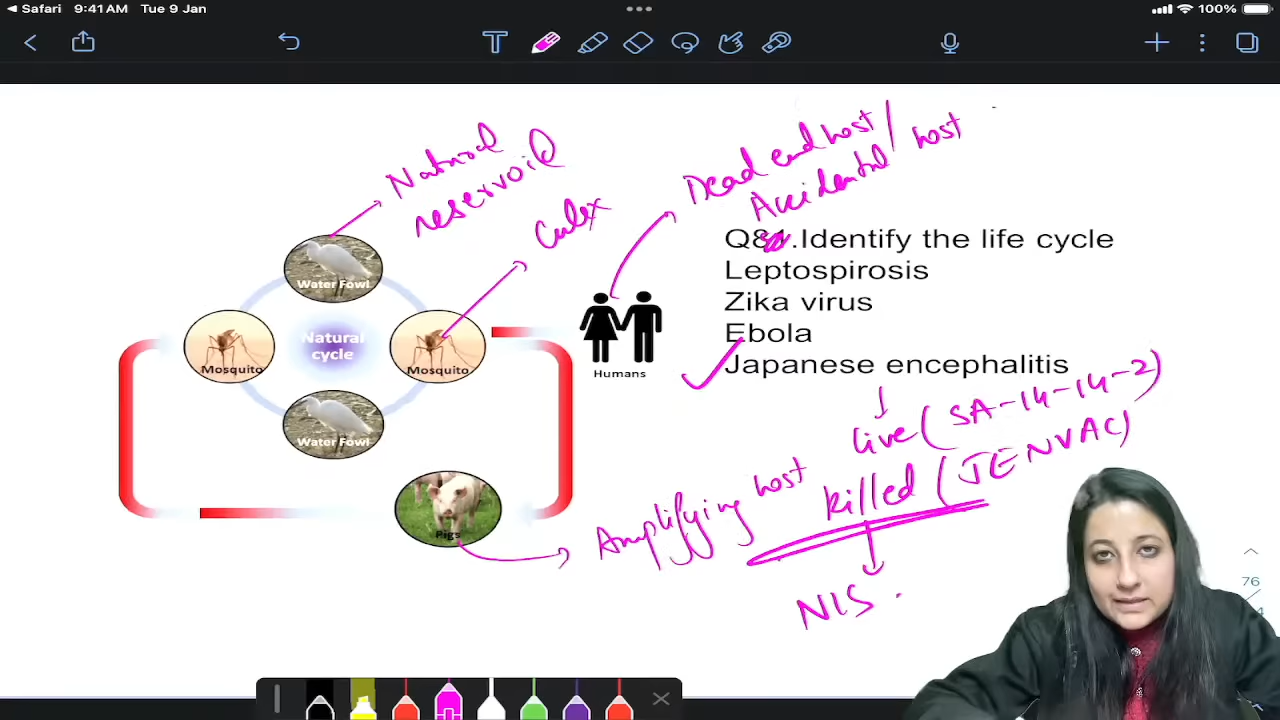 Safari 9:41 AM Tue 9 Jan
100%
Natural
reservoid
Culex
Dead end host/
Accidental host
Q81.Identify the life cycle
Leptospirosis
Zika virus
Ebola
Japanese encephalitis
Water Fowl
Natural
cycle
Mosquito
Mosquito
Water Fowl
Humans
Pigs
Amplifying host
live (SA-14-14-2)
killed (JENVAC)
NIS.
76